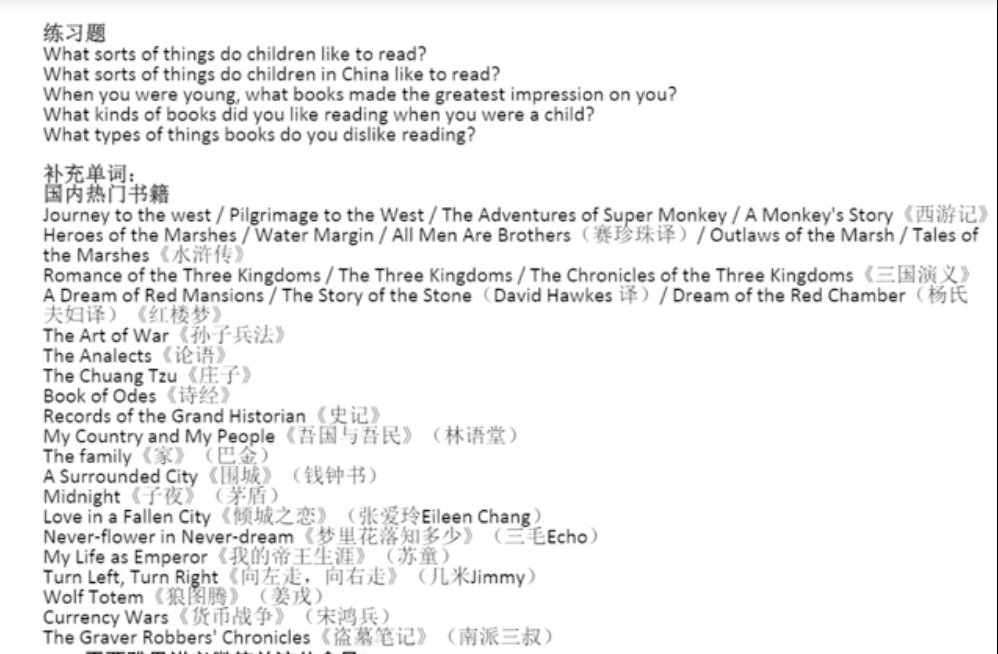 练习题
What sorts of things do children like to read?
What sorts of things do children in China like to read?
When you were young, what books made the greatest impression on you?
What kinds of books did you like reading when you were a child?
What types of things books do you dislike reading?
补充单词：
国内热门书籍
Journey to the west / Pilgrimage to the West / The Adventures of Super Monkey / A Monkey's Story《西游记》
Heroes of the Marshes / Water Margin / All Men Are Brothers（赛珍珠译）/ Outlaws of the Marsh / Tales of
the Marshes《水浒传》
Romance of the Three Kingdoms / The Three Kingdoms / The Chronicles of the Three Kingdoms《三国演义》
A Dream of Red Mansions / The Story of the Stone（David Hawkes 译）/ Dream of the Red Chamber（杨氏
夫妇译）《红楼梦》
The Art of War《孙子兵法》
The Analects《论语》
The Chuang Tzu《庄子》
Book of Odes《诗经》
Records of the Grand Historian《史记》
My Country and My People《吾国与吾民》（林语堂）
The family《家》（巴金）
A Surrounded City《围城》（钱钟书）
Midnight《子夜》（茅盾）
Love in a Fallen City《倾城之恋》（张爱玲Eileen Chang）
Never-flower in Never-dream《梦里花落知多少》（三毛Echo）
My Life as Emperor《我的帝王生涯》（苏童）
Turn Left, Turn Right《向左走，向右走》（几米Jimmy）
Wolf Totem《狼图腾》（姜戎）
Currency Wars《货币战争》（宋鸿兵）
The Graver Robbers' Chronicles《盗墓笔记》（南派三叔）